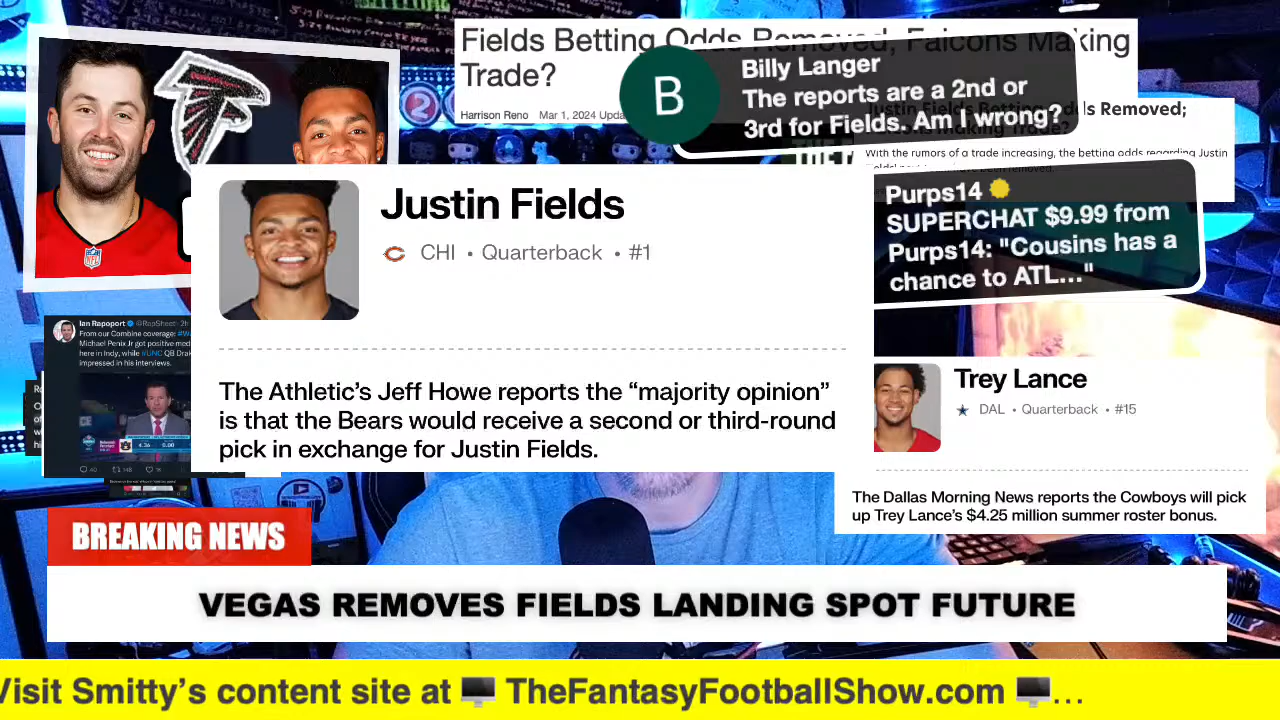 Fields Betting Odds Removed, Falcons Making
Trade?
Harrison Reno Mar 1, 2024
B
Billy Langer
The reports are a 2nd or
3rd for Fields. Am I wrong?
Justin Fields Betting Odds Removed;
With the rumors of a trade increasing, the betting odds regarding Justin
Purps14
SUPERCHAT $9.99 from
Purps14: "Cousins has a
chance to ATL..."
Justin Fields
CHI • Quarterback • #1
The Athletic’s Jeff Howe reports the “majority opinion”
is that the Bears would receive a second or third-round
pick in exchange for Justin Fields.
Ian Rapoport @RapSheet
From our Combine coverage:
Michael Penix Jr got positive
here in Indy, while #UNC QB
impressed in his interviews.
Trey Lance
DAL • Quarterback • #15
The Dallas Morning News reports the Cowboys will pick
up Trey Lance’s $4.25 million summer roster bonus.
BREAKING NEWS
VEGAS REMOVES FIELDS LANDING SPOT FUTURE
Visit Smitty’s content site at 🖥️ TheFantasyFootballShow.com 🖥️...